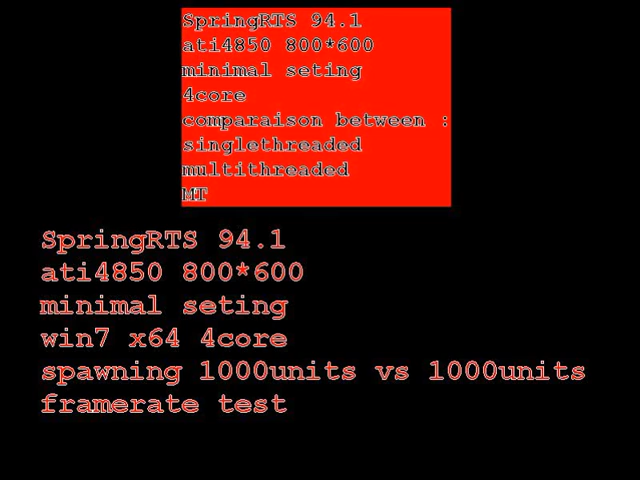 SpringRTS 94.1
ati4850 800*600
minimal seting
4core
comparaison between :
singlethreaded
multithreaded
MT
SpringRTS 94.1
ati4850 800*600
minimal seting
win7 x64 4core
spawning 1000units vs 1000units
framerate test